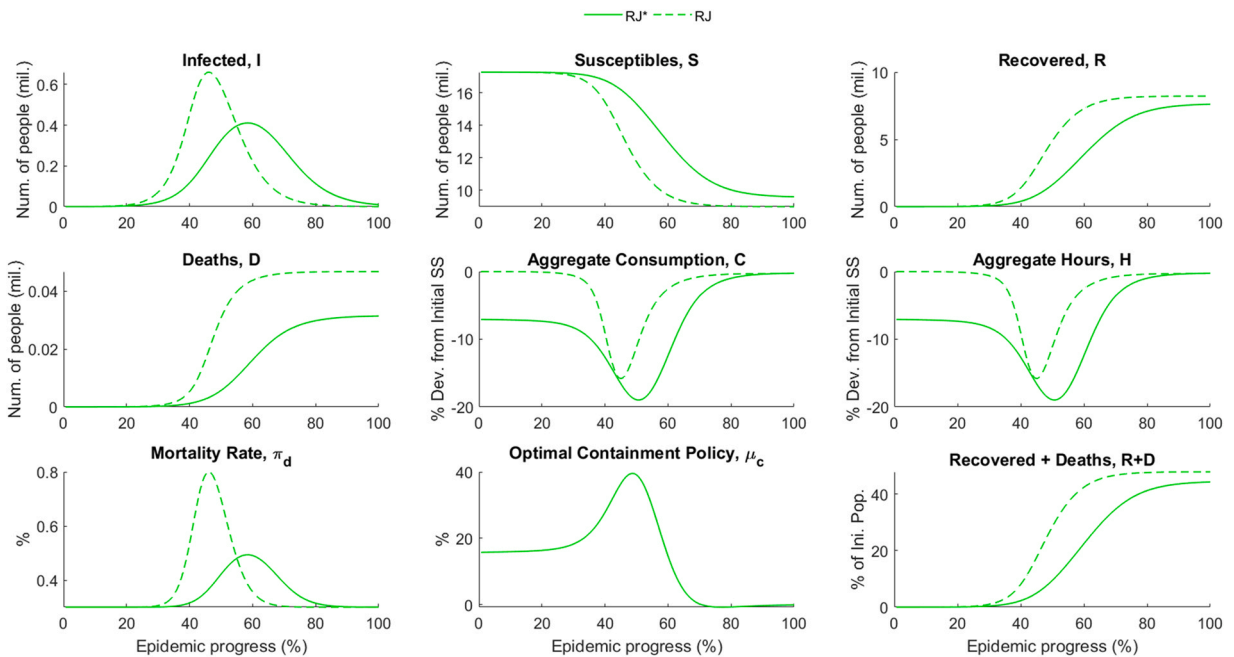 RJ* RJ
Infected, I
Num. of people (mil.)
0.6
0.4
0.2
0
0 20 40 60 80 100
Susceptibles, S
Num. of people (mil.)
16
14
12
10
0 20 40 60 80 100
Recovered, R
Num. of people (mil.)
10
5
0
0 20 40 60 80 100
Deaths, D
Num. of people (mil.)
0.04
0.02
0
0 20 40 60 80 100
Aggregate Consumption, C
% Dev. from Initial SS
0
-10
-20
0 20 40 60 80 100
Aggregate Hours, H
% Dev. from Initial SS
0
-10
-20
0 20 40 60 80 100
Mortality Rate, π_d
%
0.8
0.6
0.4
0 20 40 60 80 100
Epidemic progress (%)
Optimal Containment Policy, μ_c
%
40
20
0
0 20 40 60 80 100
Epidemic progress (%)
Recovered + Deaths, R+D
% of Ini. Pop.
40
20
0
0 20 40 60 80 100
Epidemic progress (%)